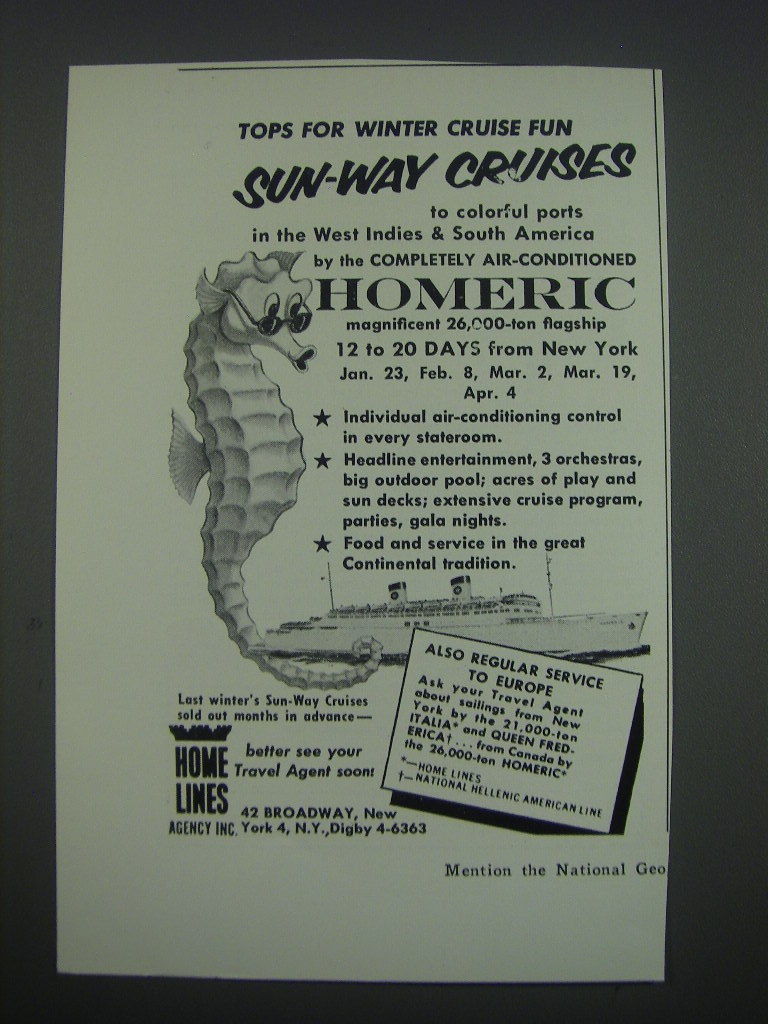 TOPS FOR WINTER CRUISE FUN
SUN-WAY CRUISES
to colorful ports
in the West Indies & South America
by the COMPLETELY AIR-CONDITIONED
HOMERIC
magnificent 26,000-ton flagship
12 to 20 DAYS from New York
Jan. 23, Feb. 8, Mar. 2, Mar. 19,
Apr. 4
★ Individual air-conditioning control
in every stateroom.
★ Headline entertainment, 3 orchestras,
big outdoor pool; acres of play and
sun decks; extensive cruise program,
parties, gala nights.
★ Food and service in the great
Continental tradition.
ALSO REGULAR SERVICE
TO EUROPE
Ask your Travel Agent
about sailings from New
York by the 21,000-ton
ITALIA* and QUEEN FRED-
ERICA† . . . from Canada by
the 26,000-ton HOMERIC*
*—HOME LINES
†—NATIONAL HELLENIC AMERICAN LINE
Last winter's Sun-Way Cruises
sold out months in advance—
better see your
Travel Agent soon!
HOME
LINES
AGENCY INC.
42 BROADWAY, New
York 4, N.Y., Digby 4-6363
Mention the National Geo